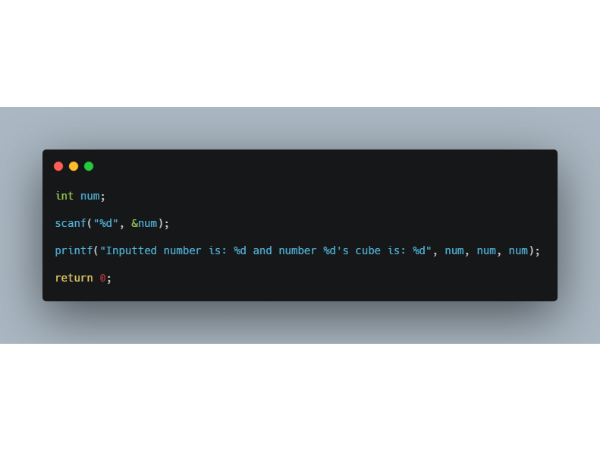 int num;
scanf("%d", &num);
printf("Inputted number is: %d and number %d's cube is: %d", num, num, num);
return 0;